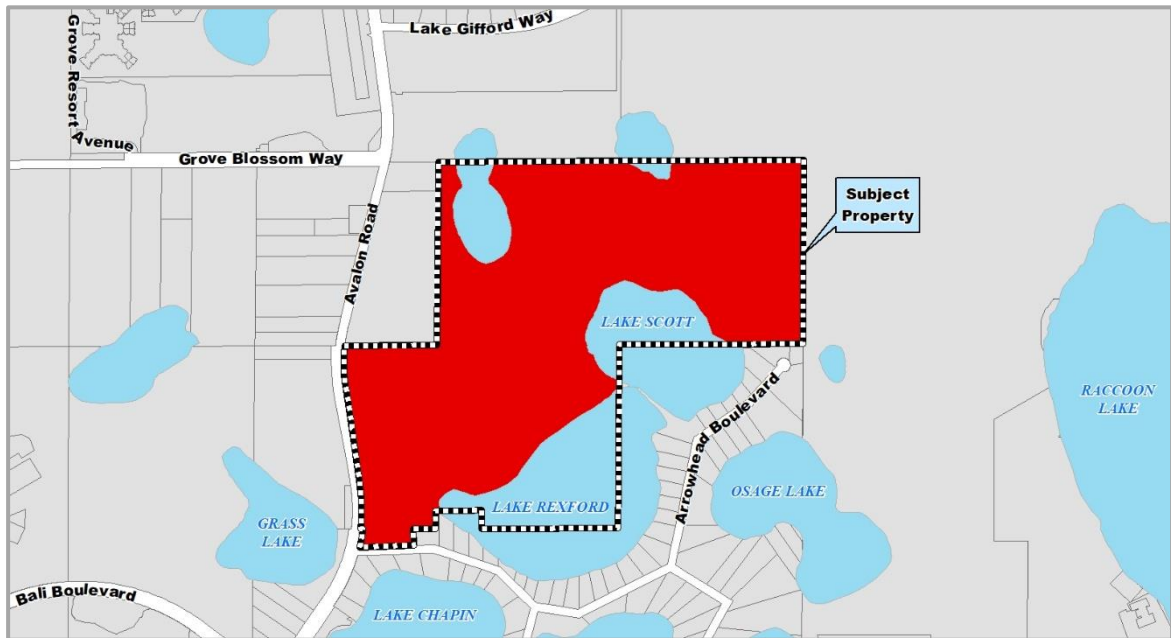 Lake Gifford Way
Grove Resort
Avenue
Grove Blossom Way
Subject
Property
Avalon Road
LAKE SCOTT
Arrowhead Boulevard
RACCOON
LAKE
OSAGE LAKE
LAKE REXFORD
GRASS
LAKE
Bali Boulevard
LAKE CHAPIN